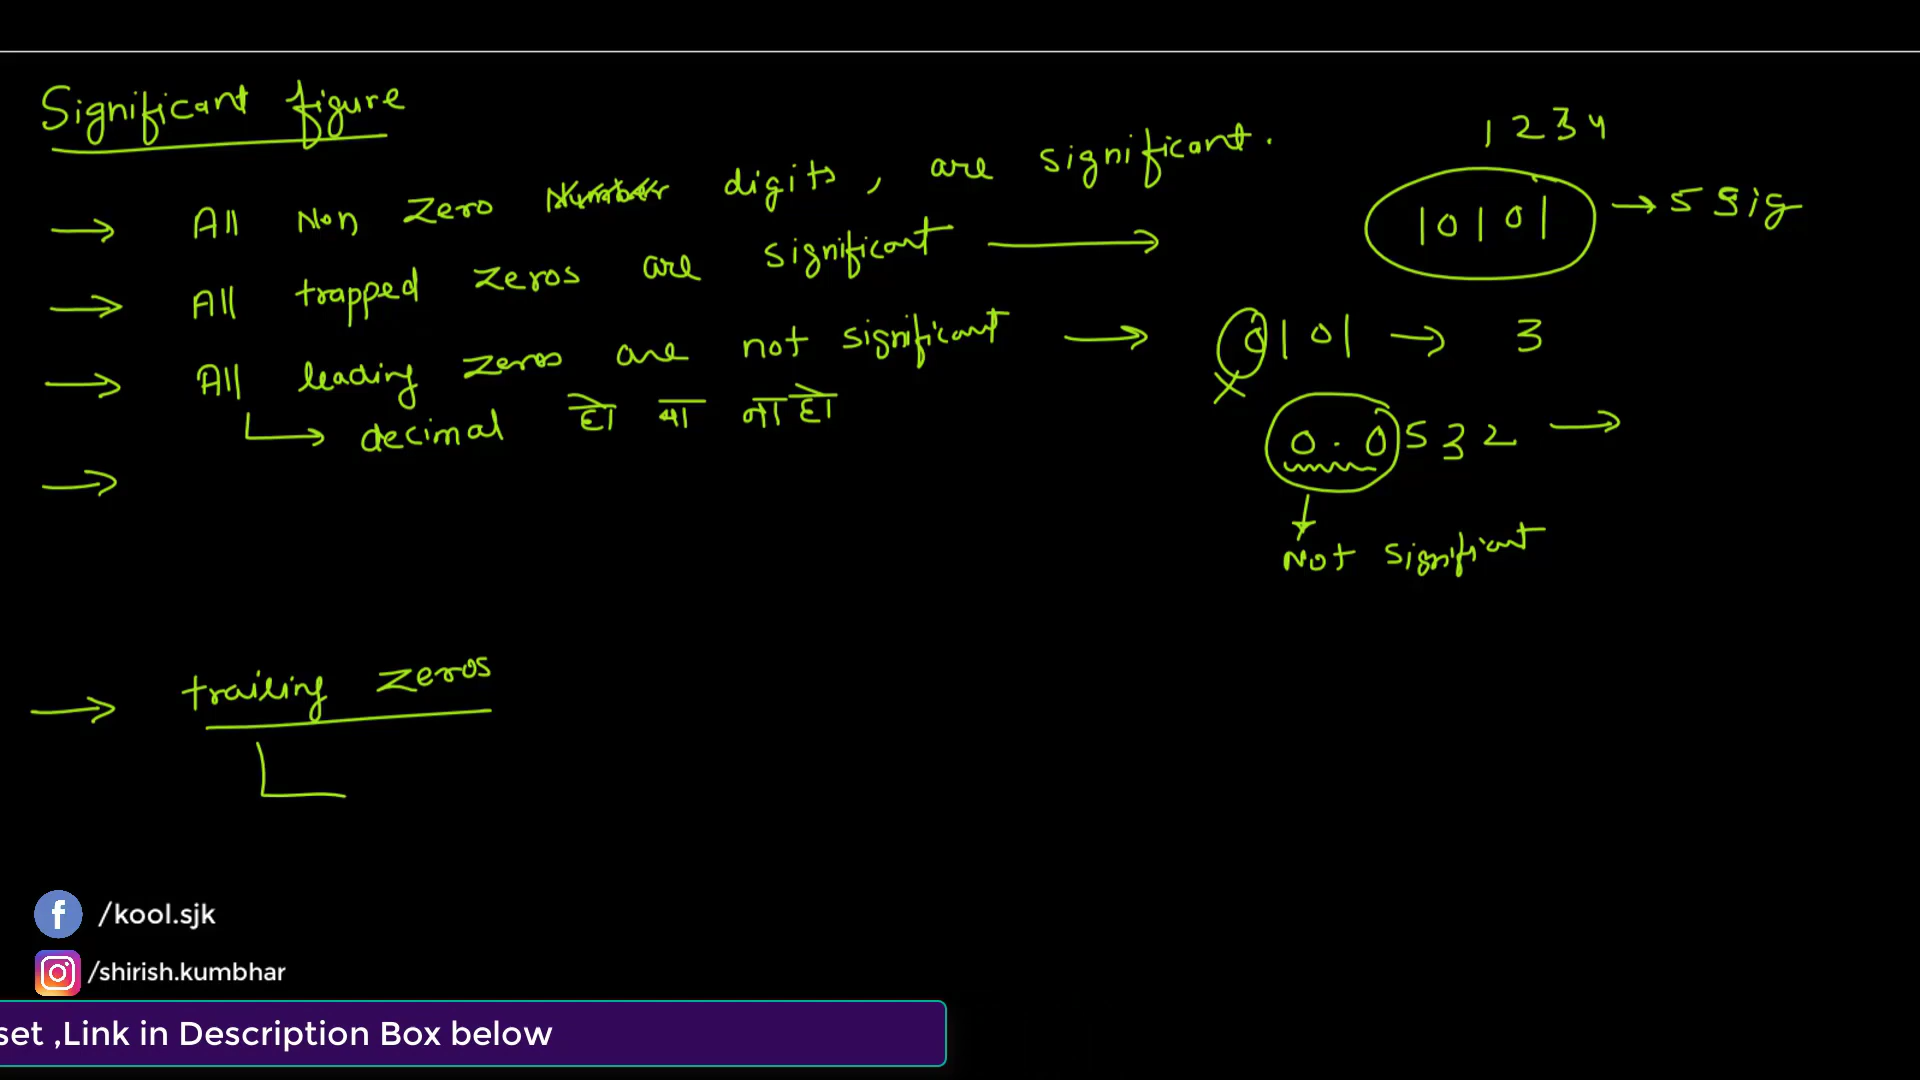 Significant figure
→ All Non Zero digits, are significant.
1234
10101 → 5 Sig
→ All trapped zeros are significant →
→ All leading zeros are not significant → 0101 → 3
×
↳ decimal हो या ना हो
0.0532 →
→
Not significant
→ trailing zeros
/kool.sjk
/shirish.kumbhar
set ,Link in Description Box below